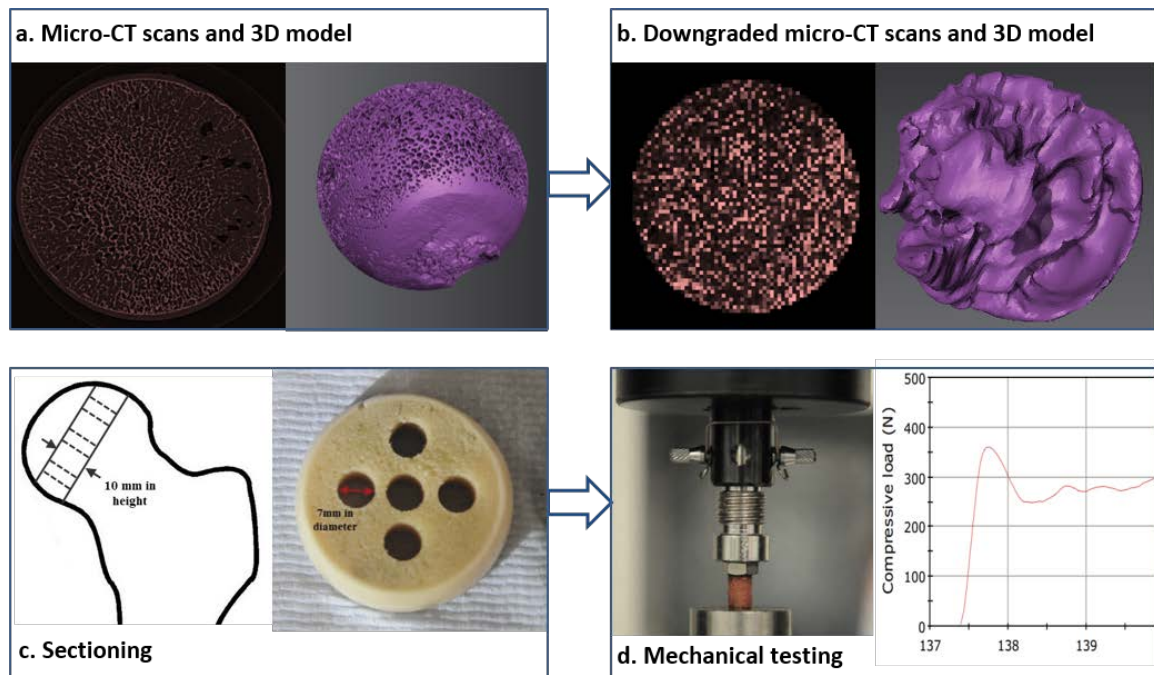 a. Micro-CT scans and 3D model
b. Downgraded micro-CT scans and 3D model
10 mm in
height
7mm in
diameter
c. Sectioning
Compressive load (N)
500
400
300
200
100
0
137
138
139
d. Mechanical testing